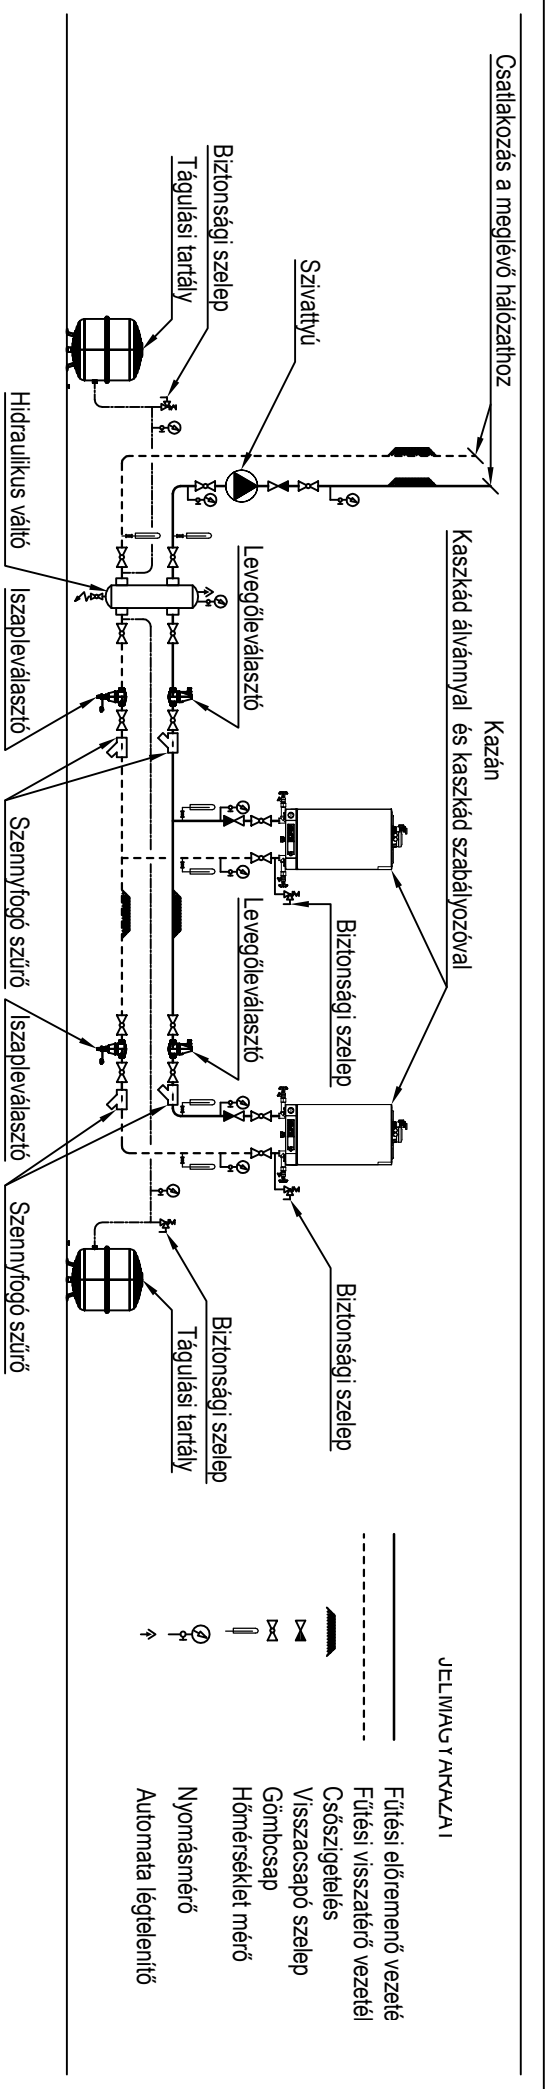 Csatlakozás a meglévő hálózathoz
Kazán
Kaszkád álvánnyal és kaszkád szabályozóval
Szivattyú
Biztonsági szelep
Tágulási tartály
Levegőleválasztó
Biztonsági szelep
Levegőleválasztó
Biztonsági szelep
Biztonsági szelep
Tágulási tartály
Hidraulikus váltó
Iszapleválasztó
Szennyfogó szűrő
Iszapleválasztó
Szennyfogó szűrő
JELMAGYARÁZAT
Fűtési előremenő vezeté
Fűtési visszatérő vezetél
Csőszigetelés
Visszacsapó szelep
Gömbcsap
Hőmérséklet mérő
Nyomásmérő
Automata légtelenítő